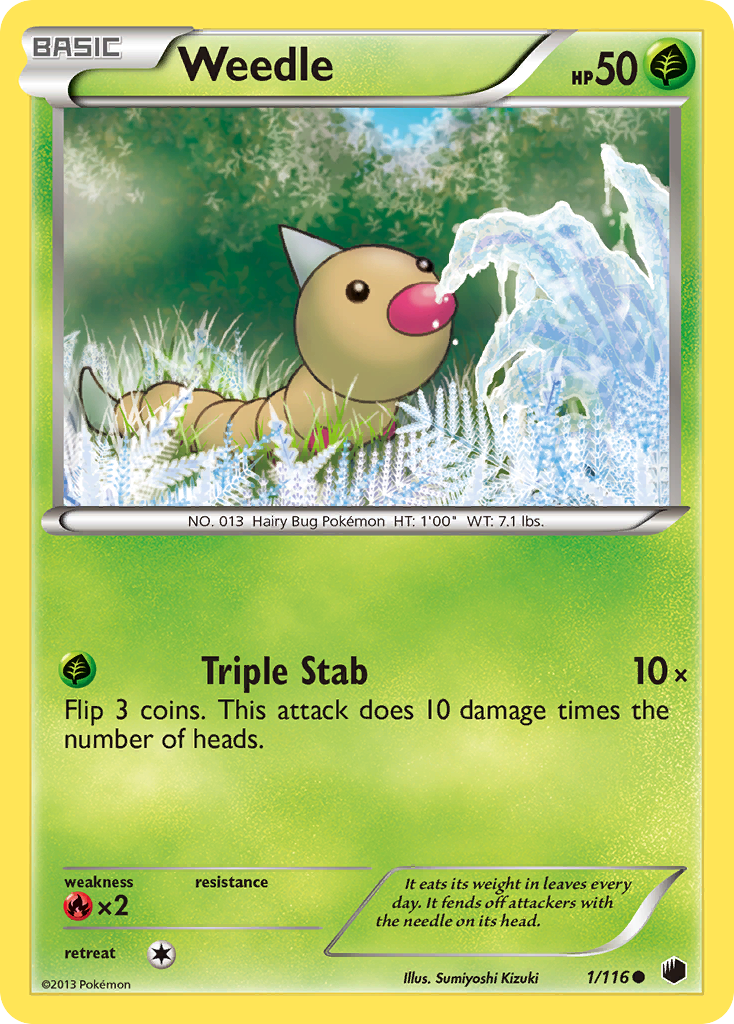 BASIC
Weedle
HP50
NO. 013 Hairy Bug Pokémon HT: 1'00" WT: 7.1 lbs.
Triple Stab
10×
Flip 3 coins. This attack does 10 damage times the
number of heads.
weakness
resistance
×2
retreat
It eats its weight in leaves every
day. It fends off attackers with
the needle on its head.
©2013 Pokémon
Illus. Sumiyoshi Kizuki
1/116